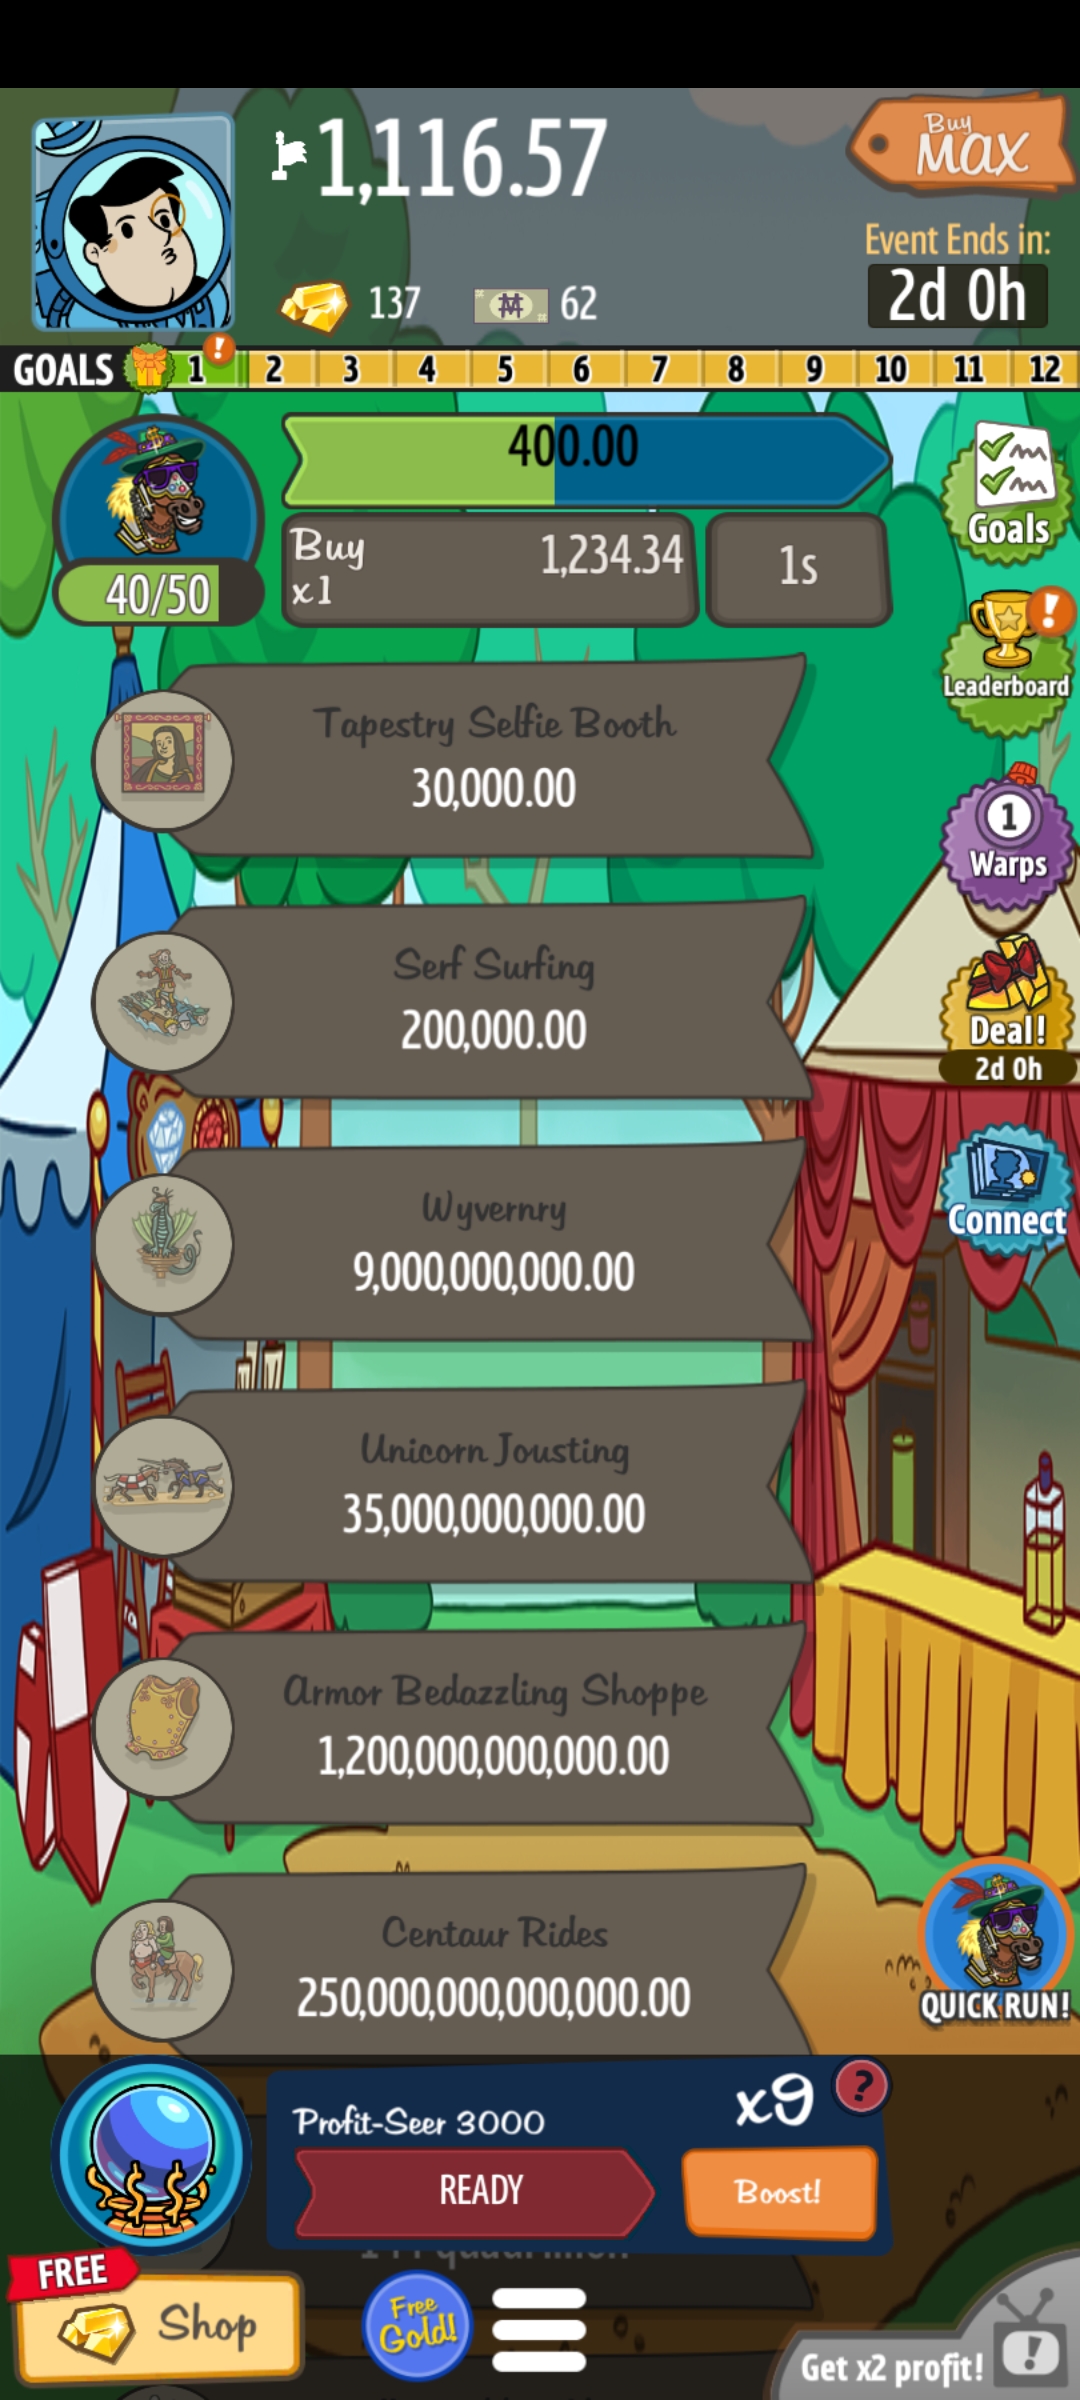 1,116.57
Buy
MAX
137
62
Event Ends in:
2d 0h
GOALS 1 ! 2 3 4 5 6 7 8 9 10 11 12
400.00
40/50
Buy
x1
1,234.34
1s
Goals
!
Leaderboard
Tapestry Selfie Booth
30,000.00
1
Warps
Serf Surfing
200,000.00
Deal!
2d 0h
Wyvernry
9,000,000,000.00
Connect
Unicorn Jousting
35,000,000,000.00
Armor Bedazzling Shoppe
1,200,000,000,000.00
Centaur Rides
250,000,000,000,000.00
QUICK RUN!
Profit-Seer 3000
x9
?
READY
Boost!
FREE
Shop
Free
Gold!
Get x2 profit!
!